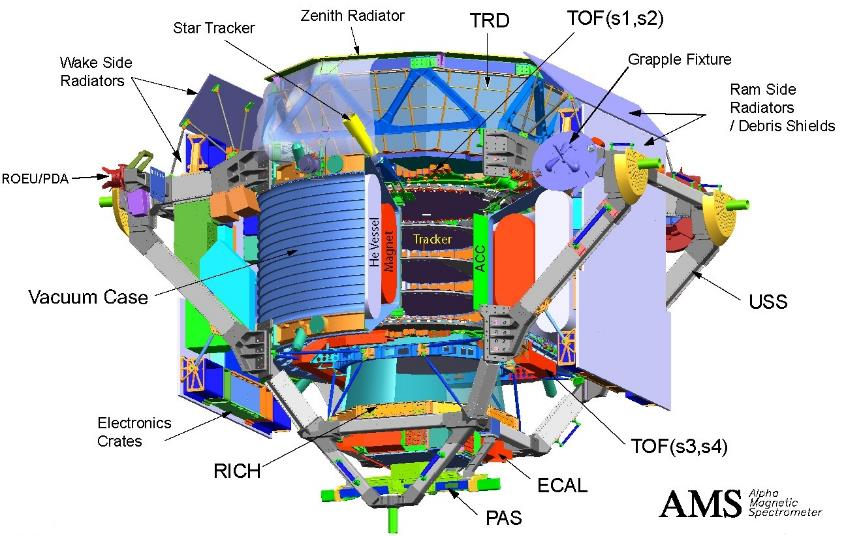 Zenith Radiator
Star Tracker
TRD
TOF(s1,s2)
Grapple Fixture
Wake Side
Radiators
Ram Side
Radiators
/ Debris Shields
ROEU/PDA
He Vessel
Magnet
Tracker
ACC
Vacuum Case
USS
Electronics
Crates
RICH
TOF(s3,s4)
ECAL
PAS
AMS
Alpha
Magnetic
Spectrometer